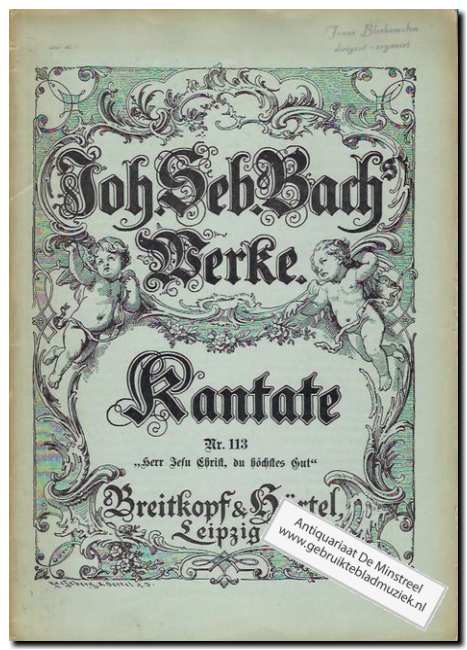 Joh. Seb. Bach's
Werke.
Kantate
Nr. 113
„Herr Jesu Christ, du höchstes Gut“
Breitkopf & Härtel,
Leipzig
Antiquariaat De Minstreel
www.gebruiktebladmuziek.nl